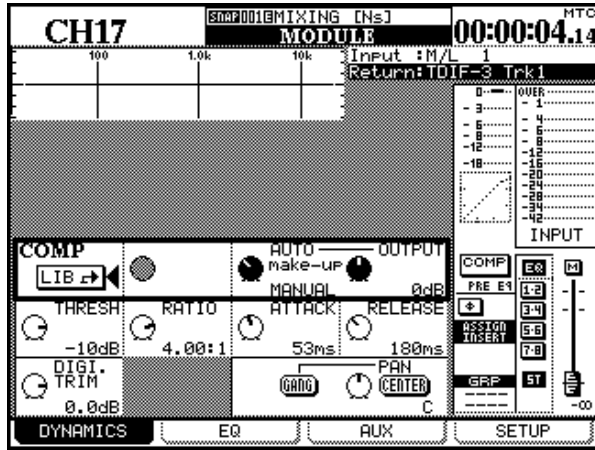 CH17
SNAP001 MIXING [Ns]
MODULE
MTC
00:00:04.14
100 1.0k 10k
Input :M/L 1
Return:TDIF-3 Trk1
0
- 3
- 6
- 8
-12
-18
OVER
- 1
- 4
- 6
- 8
-12
-16
-20
-24
-28
-34
-42
INPUT
COMP
LIB
AUTO OUTPUT
make-up
MANUAL 0dB
THRESH RATIO ATTACK RELEASE
-10dB 4.00:1 53ms 180ms
DIGI.
TRIM
0.0dB
PAN
GANG CENTER
C
COMP
PRE EQ
ASSIGN
INSERT
GRP
----
----
EQ
M
1-2
3-4
5-6
7-8
ST
-∞
DYNAMICS EQ AUX SETUP